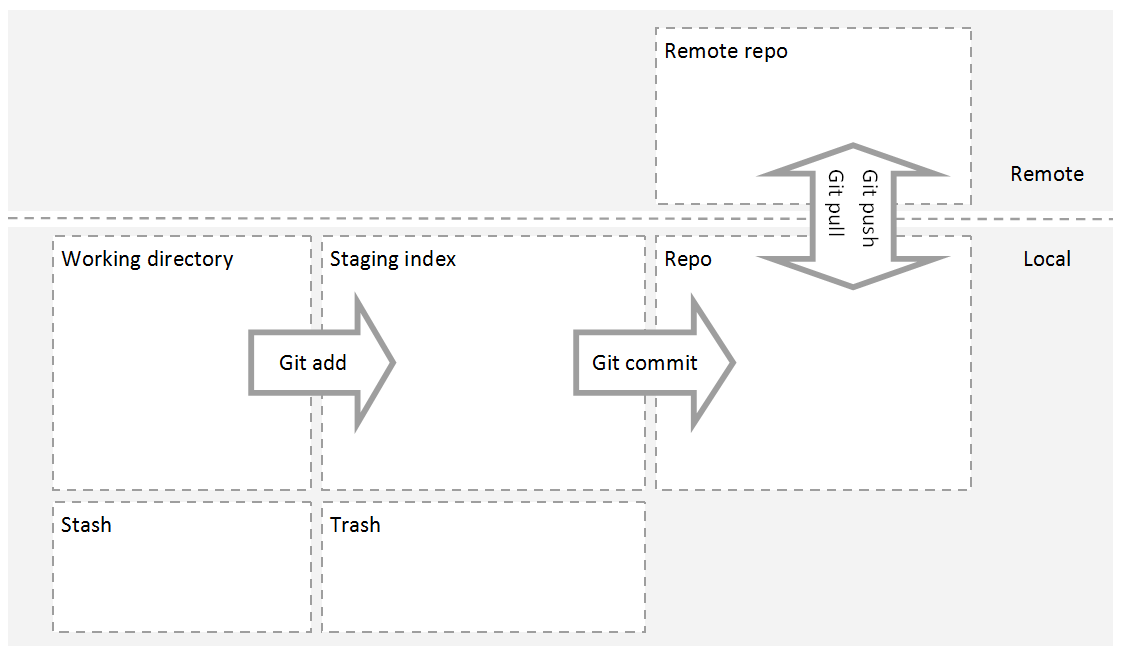 Remote repo
Remote
Git push
Git pull
Working directory
Staging index
Repo
Local
Git add
Git commit
Stash
Trash